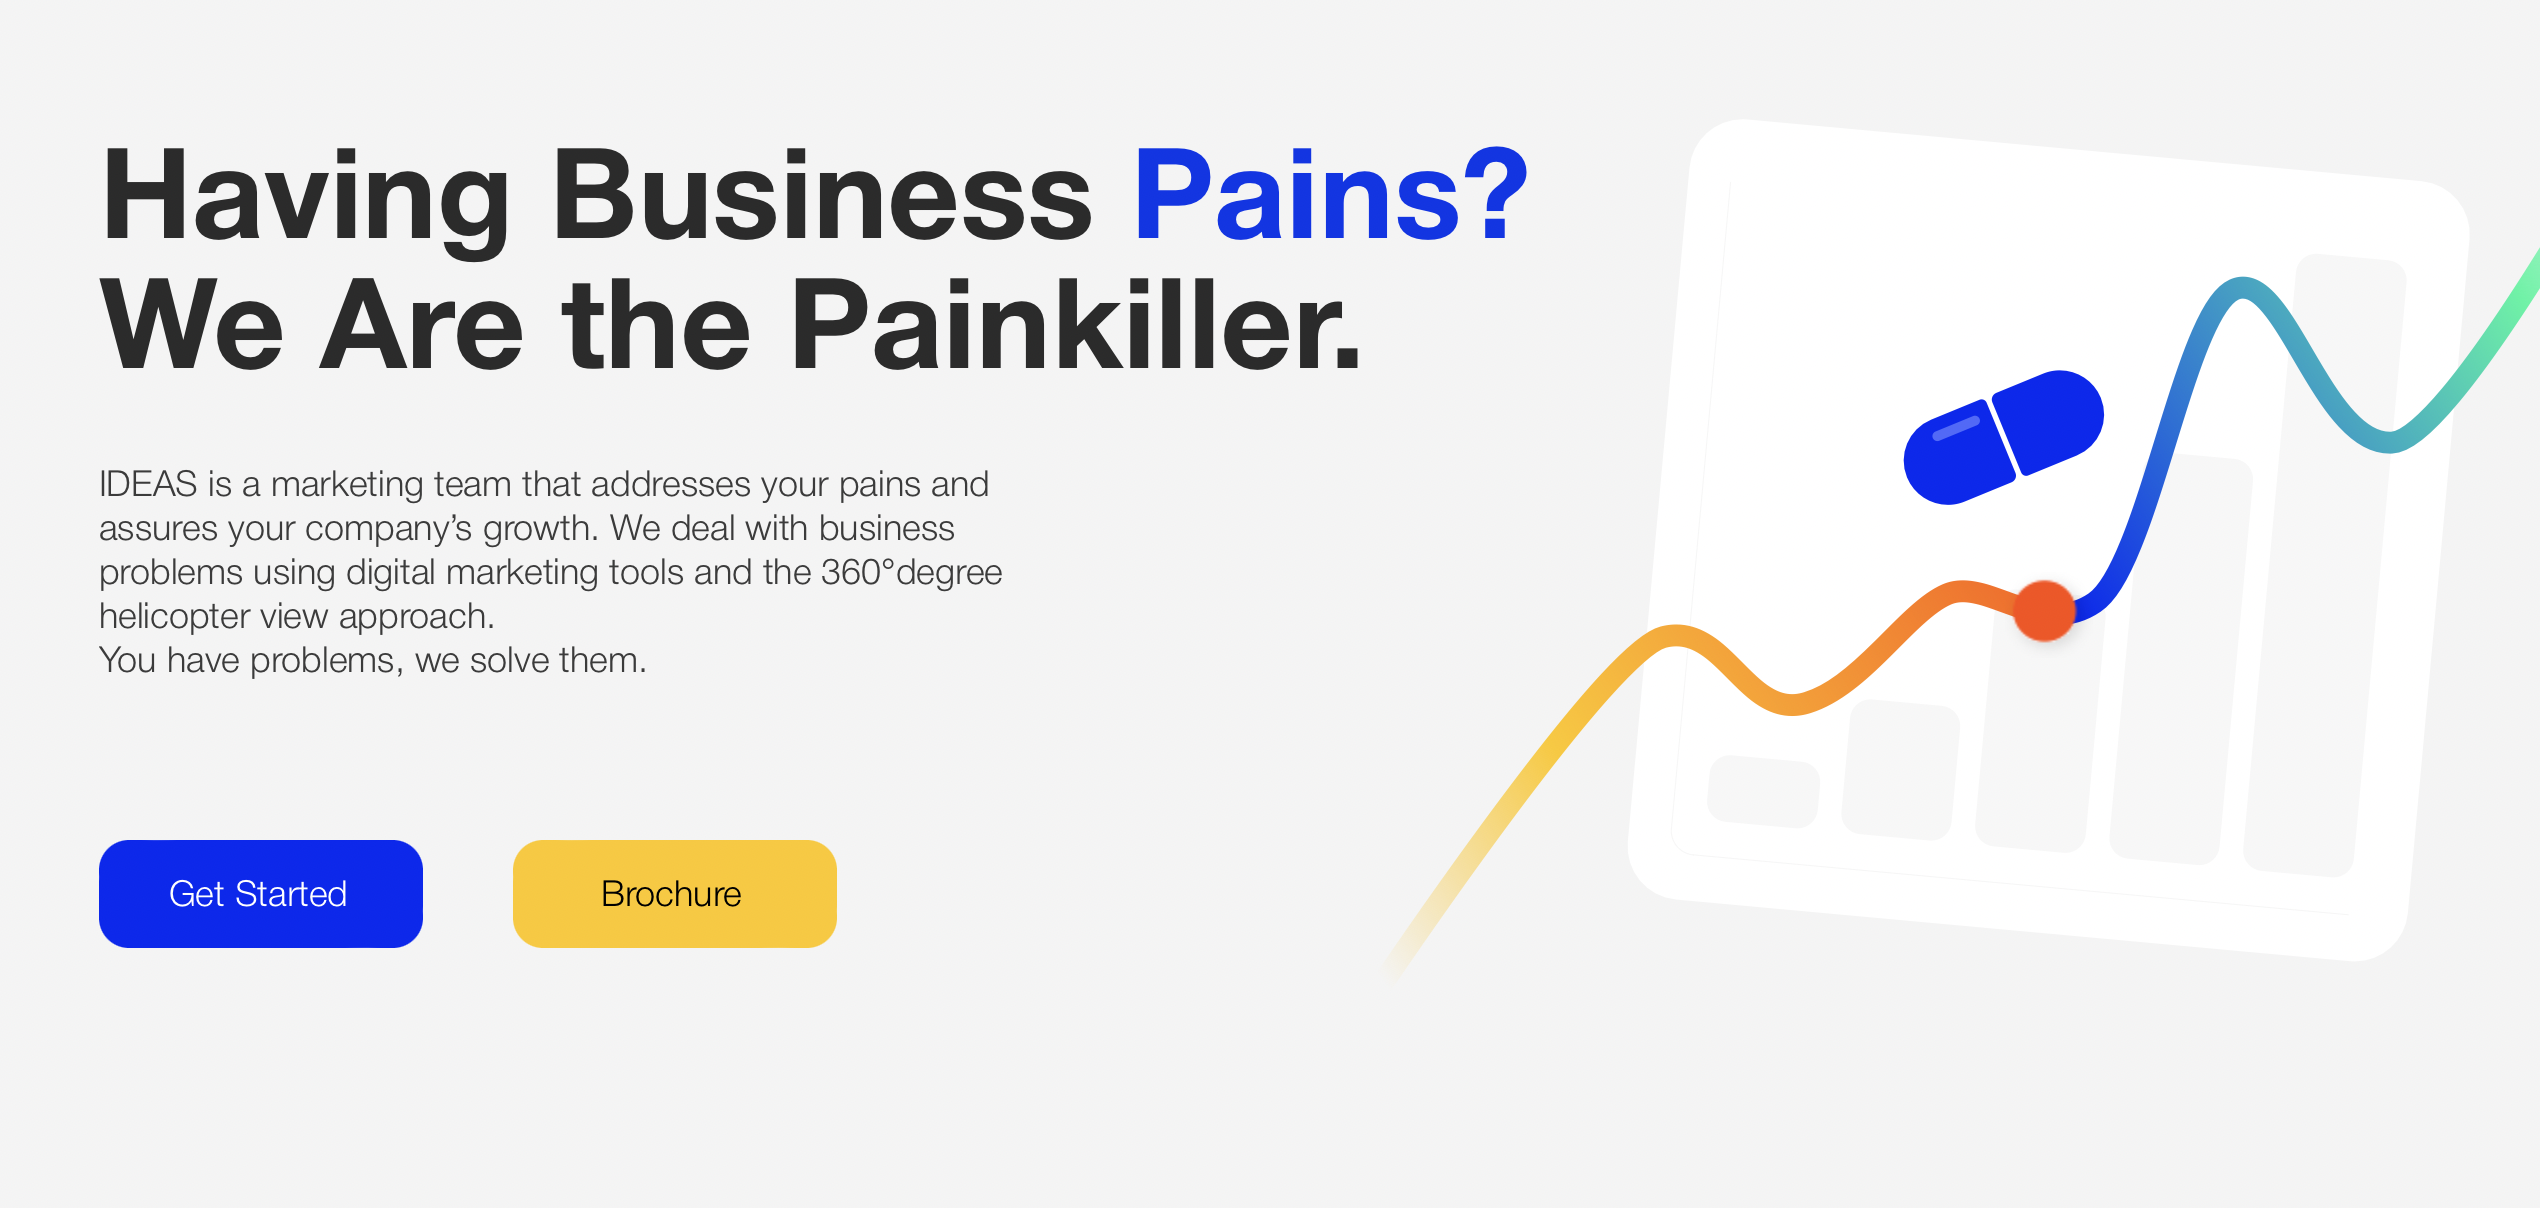 Having Business Pains?
We Are the Painkiller.
IDEAS is a marketing team that addresses your pains and
assures your company’s growth. We deal with business
problems using digital marketing tools and the 360°degree
helicopter view approach.
You have problems, we solve them.
Get Started
Brochure